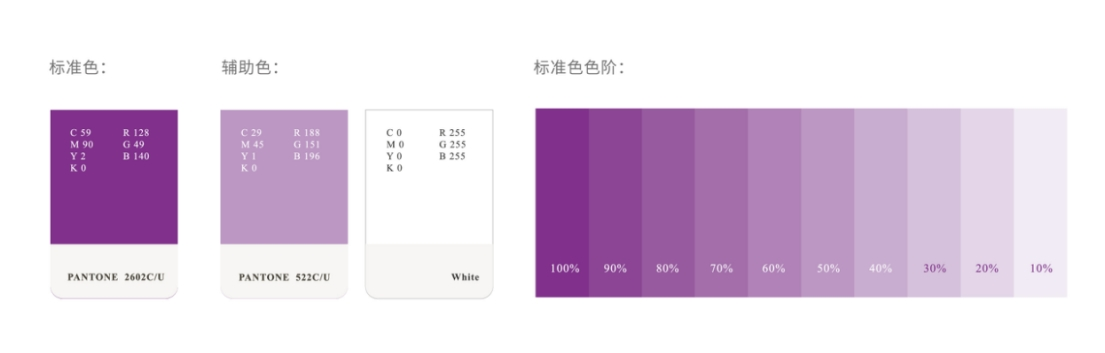 标准色：
辅助色：
标准色色阶：
C 59 R 128
M 90 G 49
Y 2 B 140
K 0
PANTONE 2602C/U
C 29 R 188
M 45 G 151
Y 1 B 196
K 0
PANTONE 522C/U
C 0 R 255
M 0 G 255
Y 0 B 255
K 0
White
100% 90% 80% 70% 60% 50% 40% 30% 20% 10%